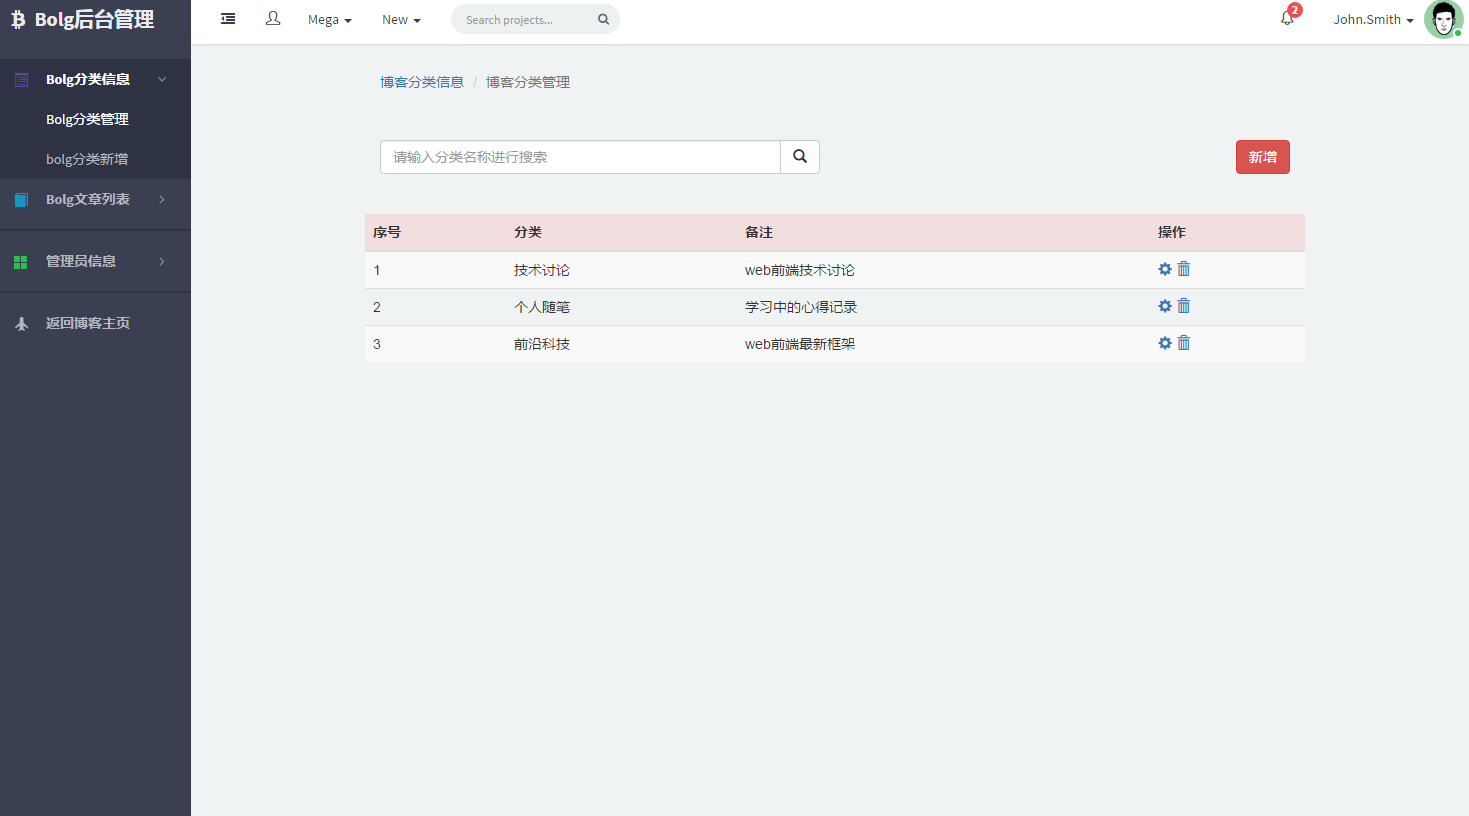 Bolg后台管理
Mega
New
Search projects...
2
John.Smith
Bolg分类信息
Bolg分类管理
bolg分类新增
Bolg文章列表
管理员信息
返回博客主页
博客分类信息 / 博客分类管理
请输入分类名称进行搜索
新增
序号 分类 备注 操作
1 技术讨论 web前端技术讨论
2 个人随笔 学习中的心得记录
3 前沿科技 web前端最新框架